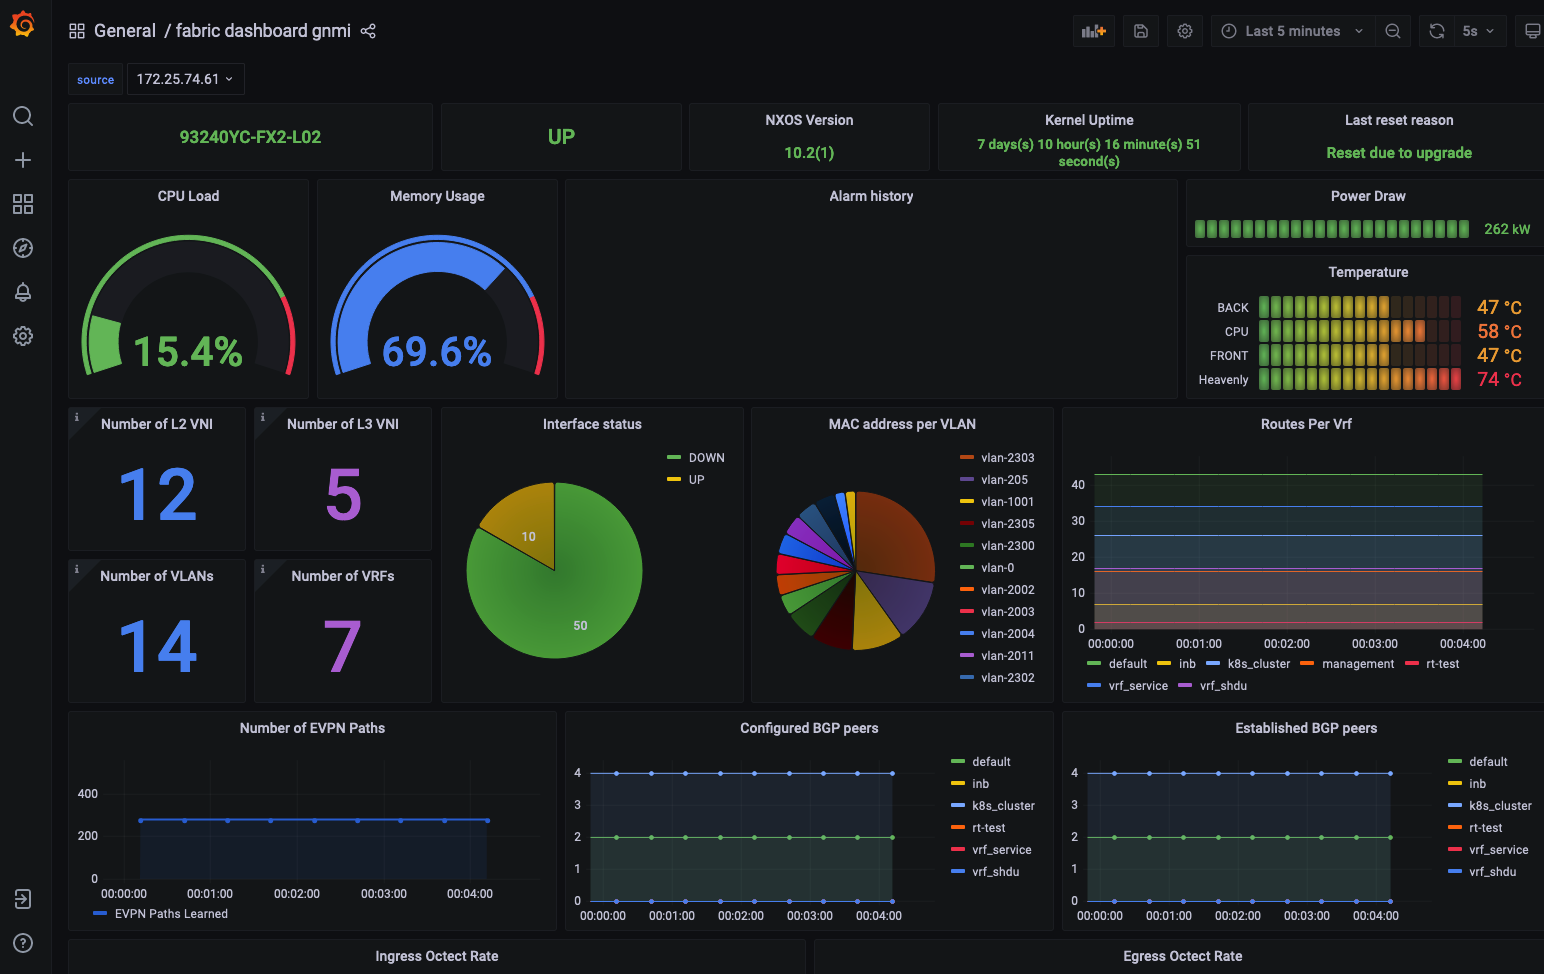 General / fabric dashboard gnmi
Last 5 minutes
5s
source
172.25.74.61
93240YC-FX2-L02
UP
NXOS Version
10.2(1)
Kernel Uptime
7 days(s) 10 hour(s) 16 minute(s) 51
second(s)
Last reset reason
Reset due to upgrade
CPU Load
15.4%
Memory Usage
69.6%
Alarm history
Power Draw
262 kW
Temperature
BACK
47 °C
CPU
58 °C
FRONT
47 °C
Heavenly
74 °C
i
Number of L2 VNI
12
i
Number of L3 VNI
5
i
Number of VLANs
14
i
Number of VRFs
7
Interface status
DOWN
UP
10
50
MAC address per VLAN
vlan-2303
vlan-205
vlan-1001
vlan-2305
vlan-2300
vlan-0
vlan-2002
vlan-2003
vlan-2004
vlan-2011
vlan-2302
Routes Per Vrf
40
30
20
10
0
00:00:00 00:01:00 00:02:00 00:03:00 00:04:00
default inb k8s_cluster management rt-test
vrf_service vrf_shdu
Number of EVPN Paths
400
200
0
00:00:00 00:01:00 00:02:00 00:03:00 00:04:00
EVPN Paths Learned
Configured BGP peers
4
3
2
1
0
00:00:00 00:01:00 00:02:00 00:03:00 00:04:00
default
inb
k8s_cluster
rt-test
vrf_service
vrf_shdu
Established BGP peers
4
3
2
1
0
00:00:00 00:01:00 00:02:00 00:03:00 00:04:00
default
inb
k8s_cluster
rt-test
vrf_service
vrf_shdu
Ingress Octect Rate
Egress Octect Rate